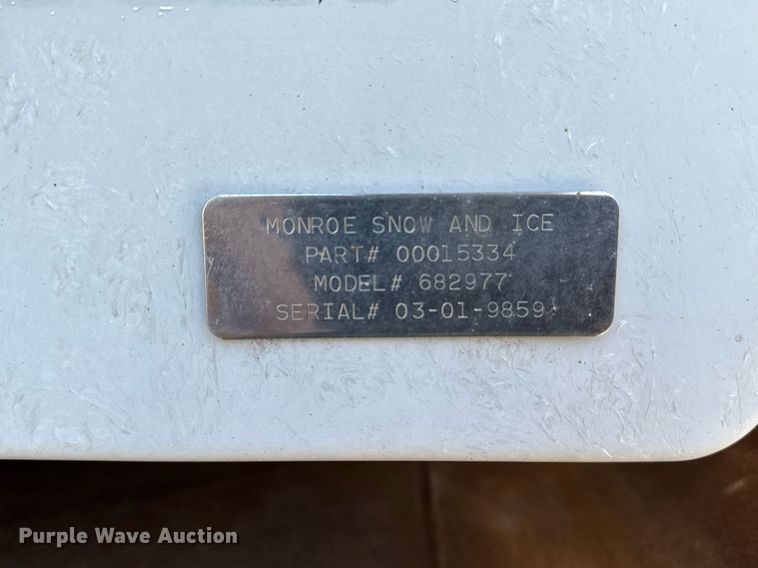 MONROE SNOW AND ICE
PART# 00015334
MODEL# 682977
SERIAL# 03-01-9859
Purple Wave Auction